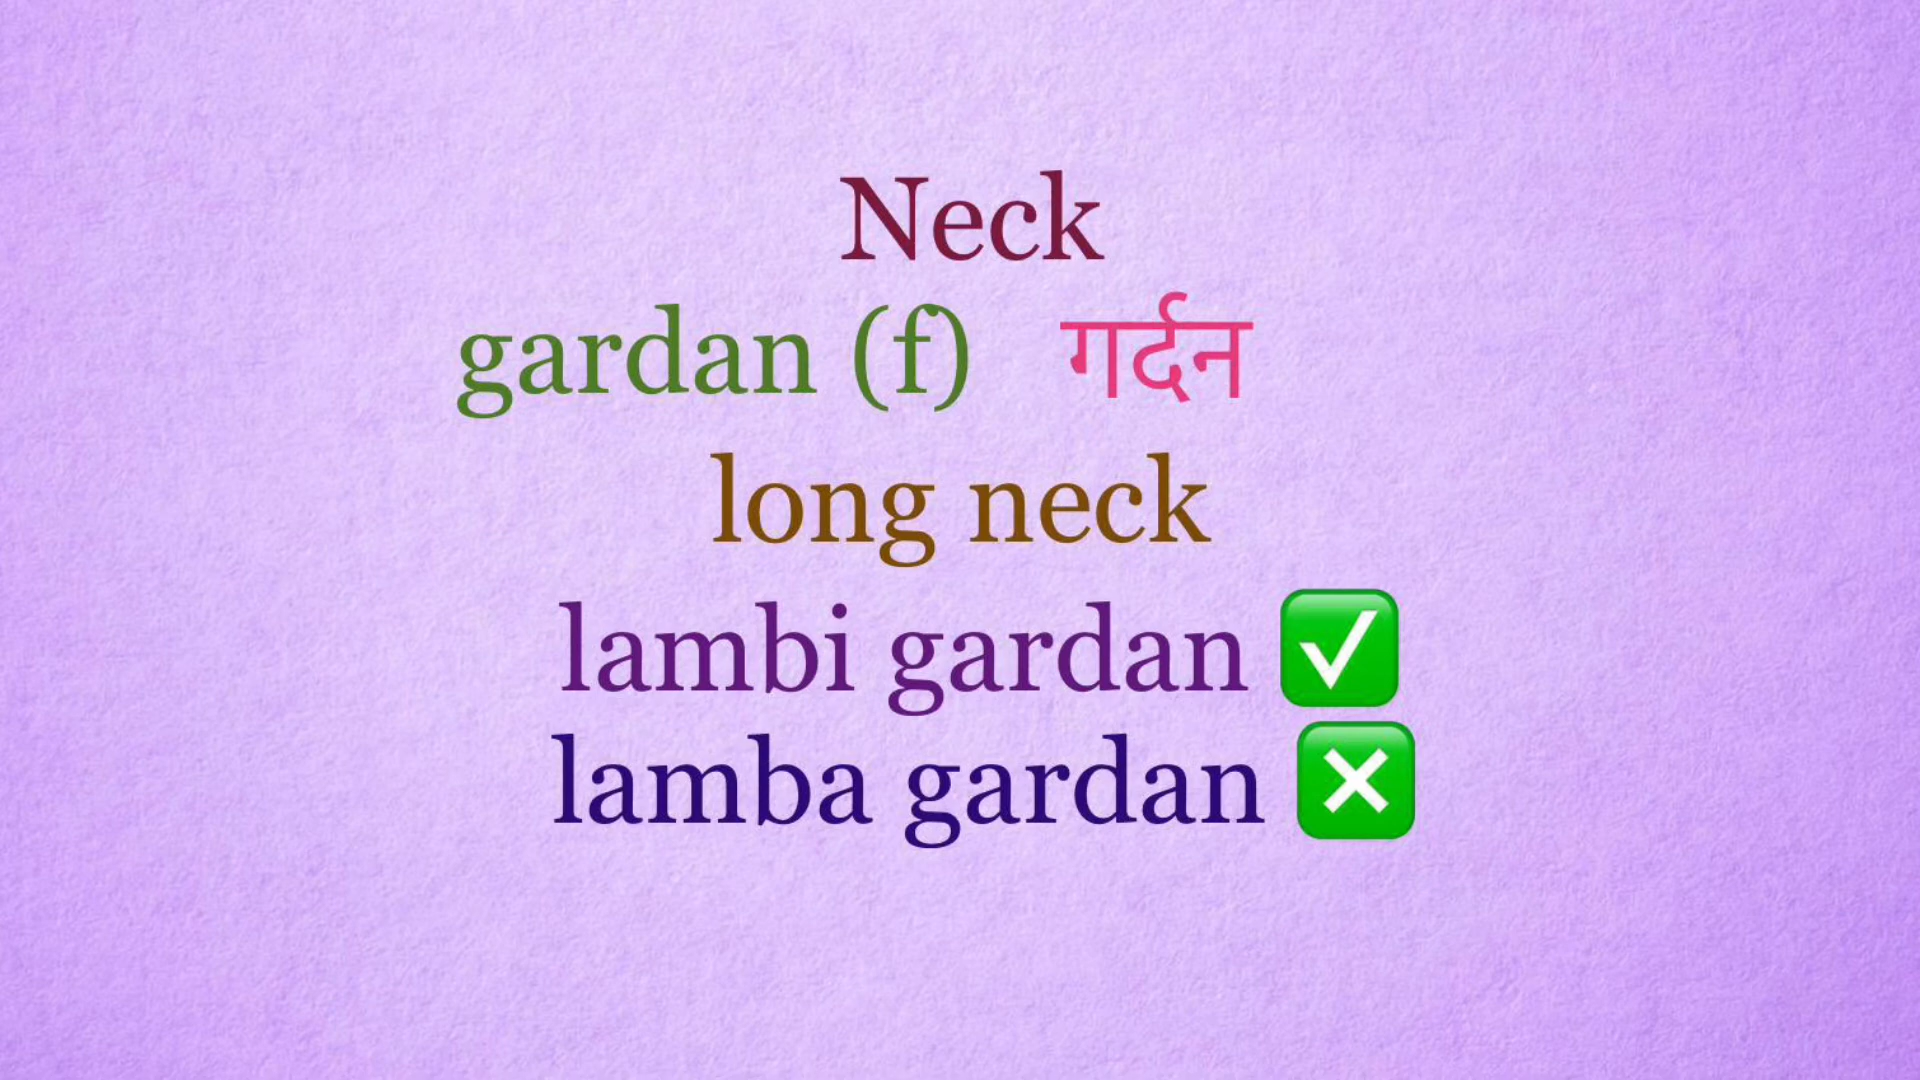 Neck
gardan (f) गर्दन
long neck
lambi gardan ✅
lamba gardan ❎